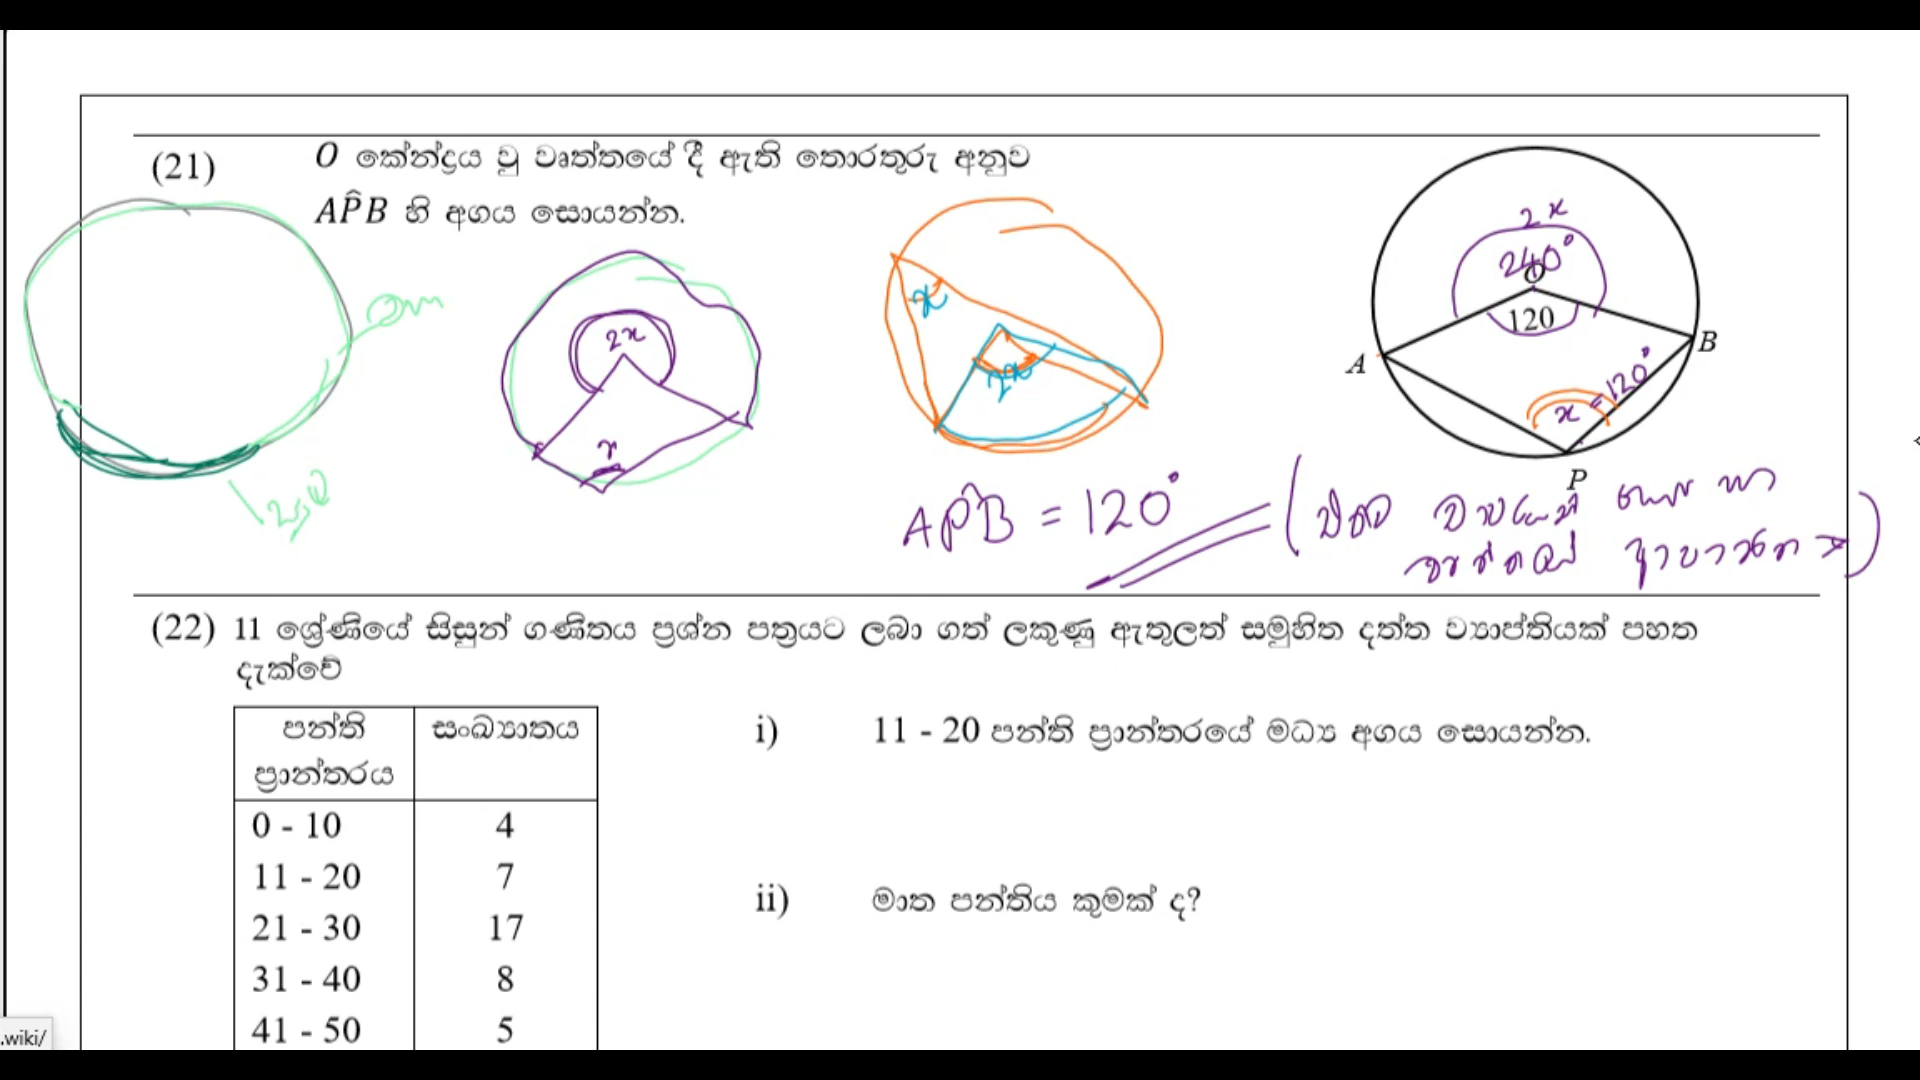 (21) O කේන්ද්‍රය වූ වෘත්තයේ දී ඇති තොරතුරු අනුව
AP̂B හි අගය සොයන්න.
2x
240°
O
120
A
B
x = 120°
P
2x
x
x
2x
AP̂B = 120°
(22) 11 ශ්‍රේණියේ සිසුන් ගණිතය ප්‍රශ්න පත්‍රයට ලබා ගත් ලකුණු ඇතුලත් සමුහිත දත්ත ව්‍යාප්තියක් පහත
දැක්වේ
පන්ති ප්‍රාන්තරය සංඛ්‍යාතය
0 - 10 4
11 - 20 7
21 - 30 17
31 - 40 8
41 - 50 5
i) 11 - 20 පන්ති ප්‍රාන්තරයේ මධ්‍ය අගය සොයන්න.
ii) මාත පන්තිය කුමක් ද?
.wiki/